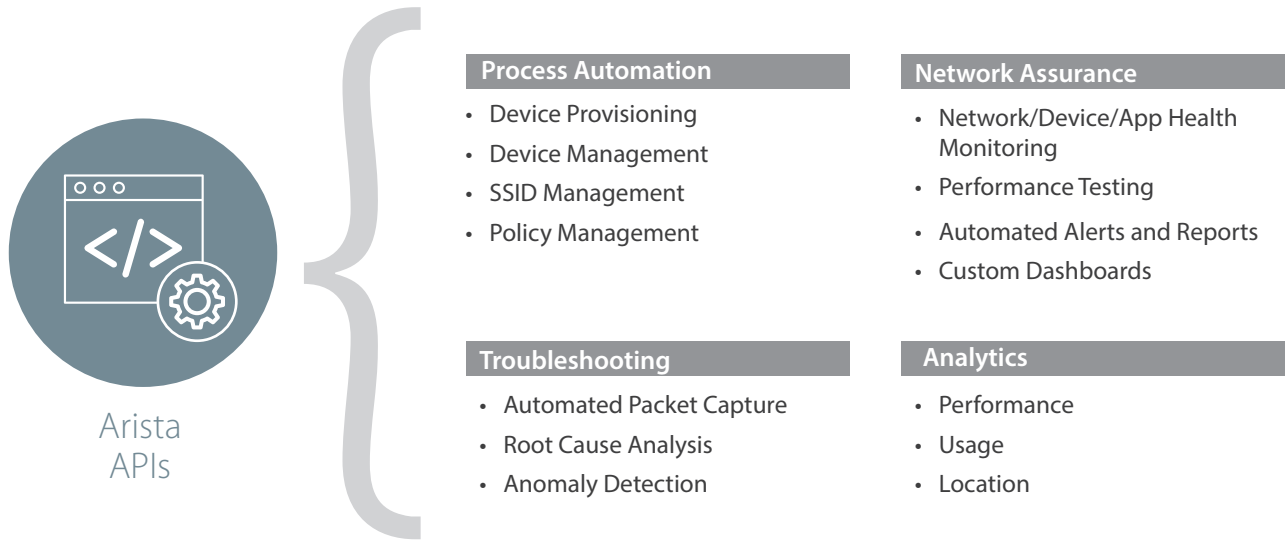 Arista
APIs
Process Automation
• Device Provisioning
• Device Management
• SSID Management
• Policy Management
Network Assurance
• Network/Device/App Health
Monitoring
• Performance Testing
• Automated Alerts and Reports
• Custom Dashboards
Troubleshooting
• Automated Packet Capture
• Root Cause Analysis
• Anomaly Detection
Analytics
• Performance
• Usage
• Location